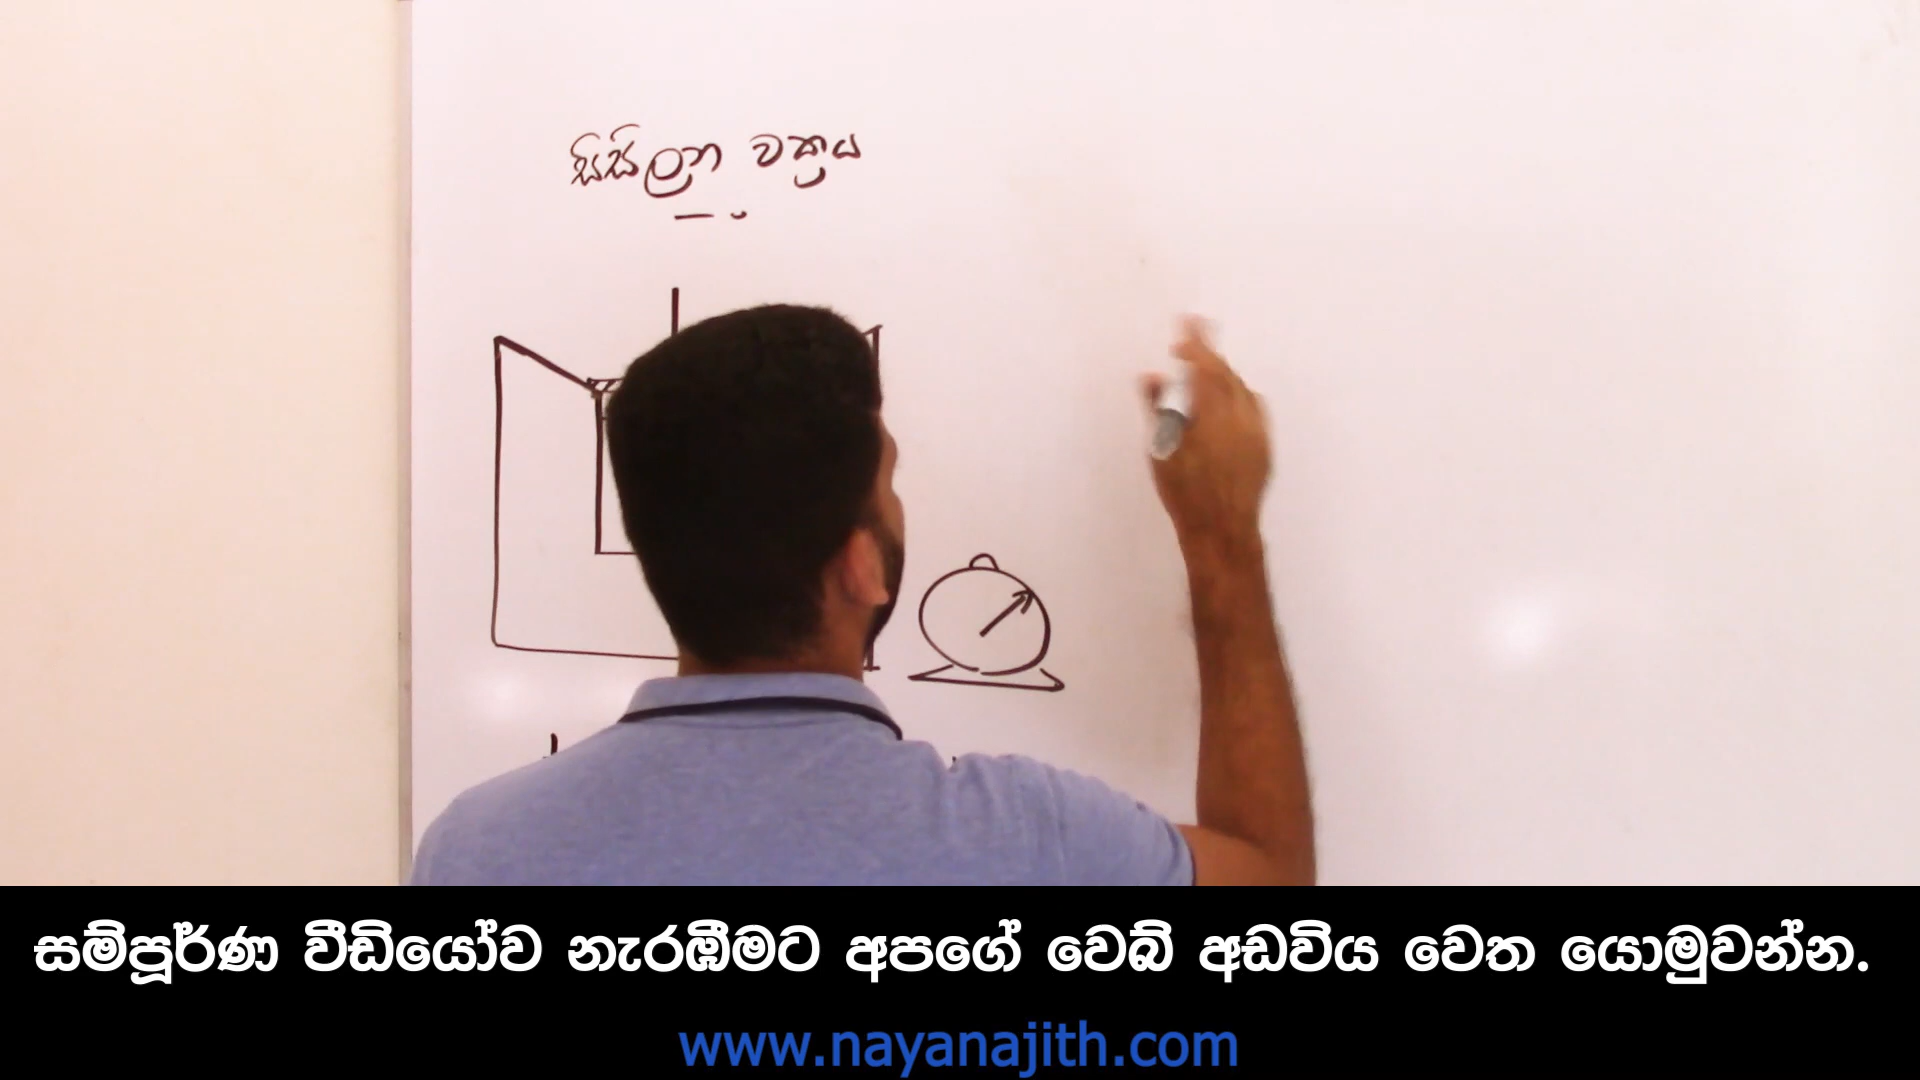 සිසිලන වක්‍රය
සම්පූර්ණ වීඩියෝව නැරඹීමට අපගේ වෙබ් අඩවිය වෙත යොමුවන්න.
www.nayanajith.com